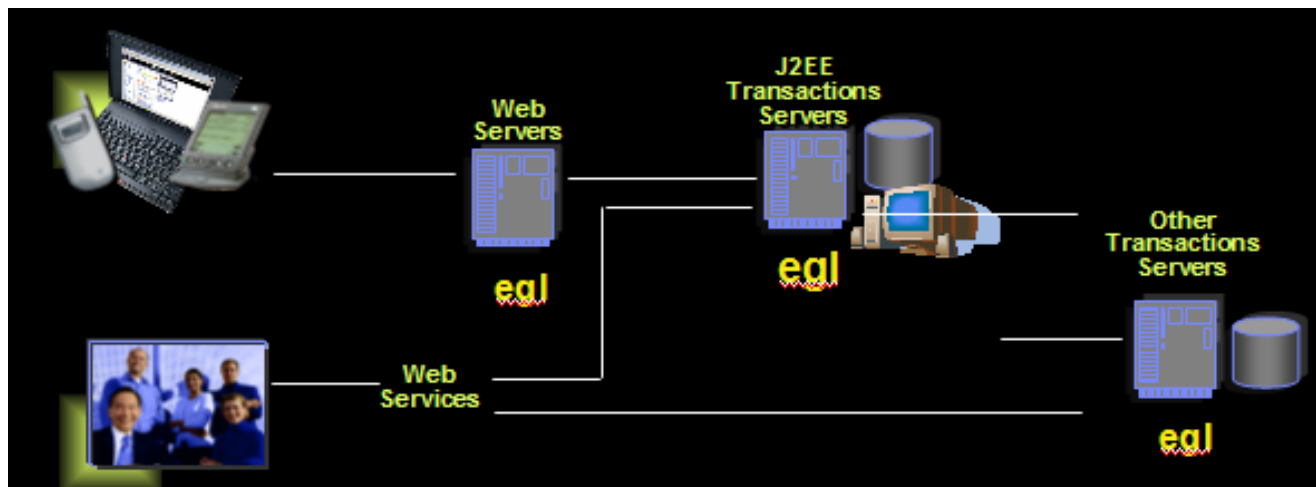 Web
Servers
egl
J2EE
Transactions
Servers
egl
Other
Transactions
Servers
egl
Web
Services